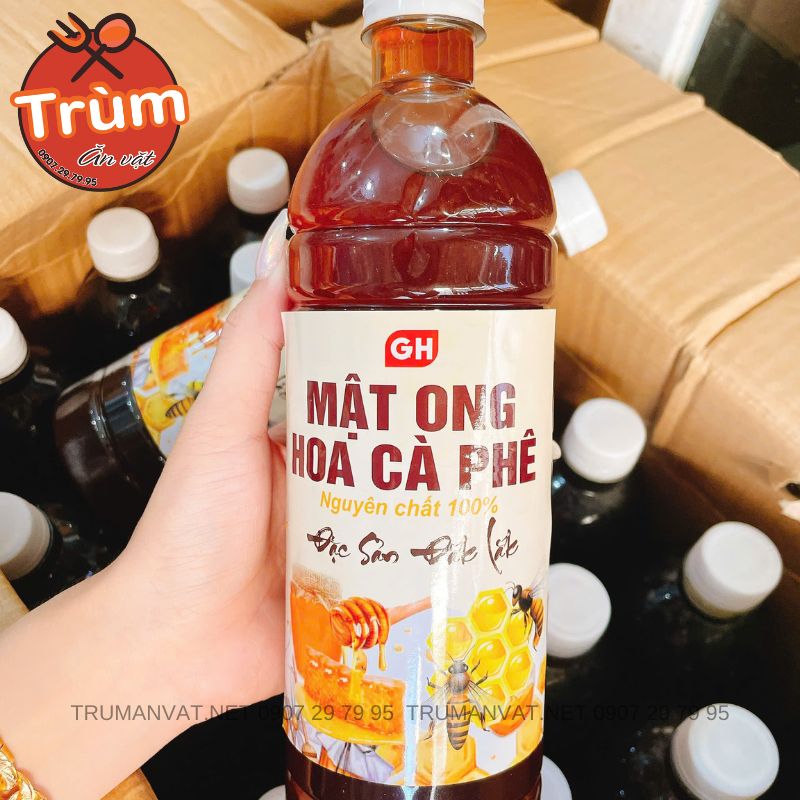 Trùm
Ăn vặt
0907.29.79.95
GH
MẬT ONG
HOA CÀ PHÊ
Nguyên chất 100%
Đặc Sản Đắk Lắk
TRUMANVAT.NET 0907 29 79 95 TRUMANVAT.NET 0907 29 79 95